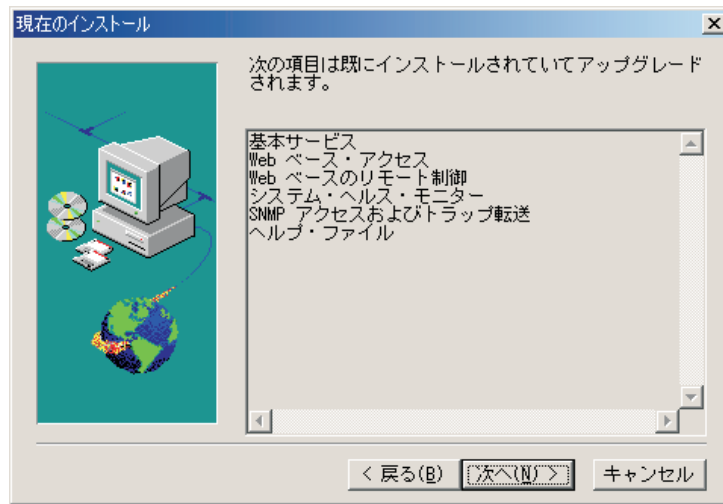 現在のインストール
次の項目は既にインストールされていてアップグレード
されます。
基本サービス
Web ベース・アクセス
Web ベースのリモート制御
システム・ヘルス・モニター
SNMP アクセスおよびトラップ転送
ヘルプ・ファイル
< 戻る(B)
次へ(N) >
キャンセル